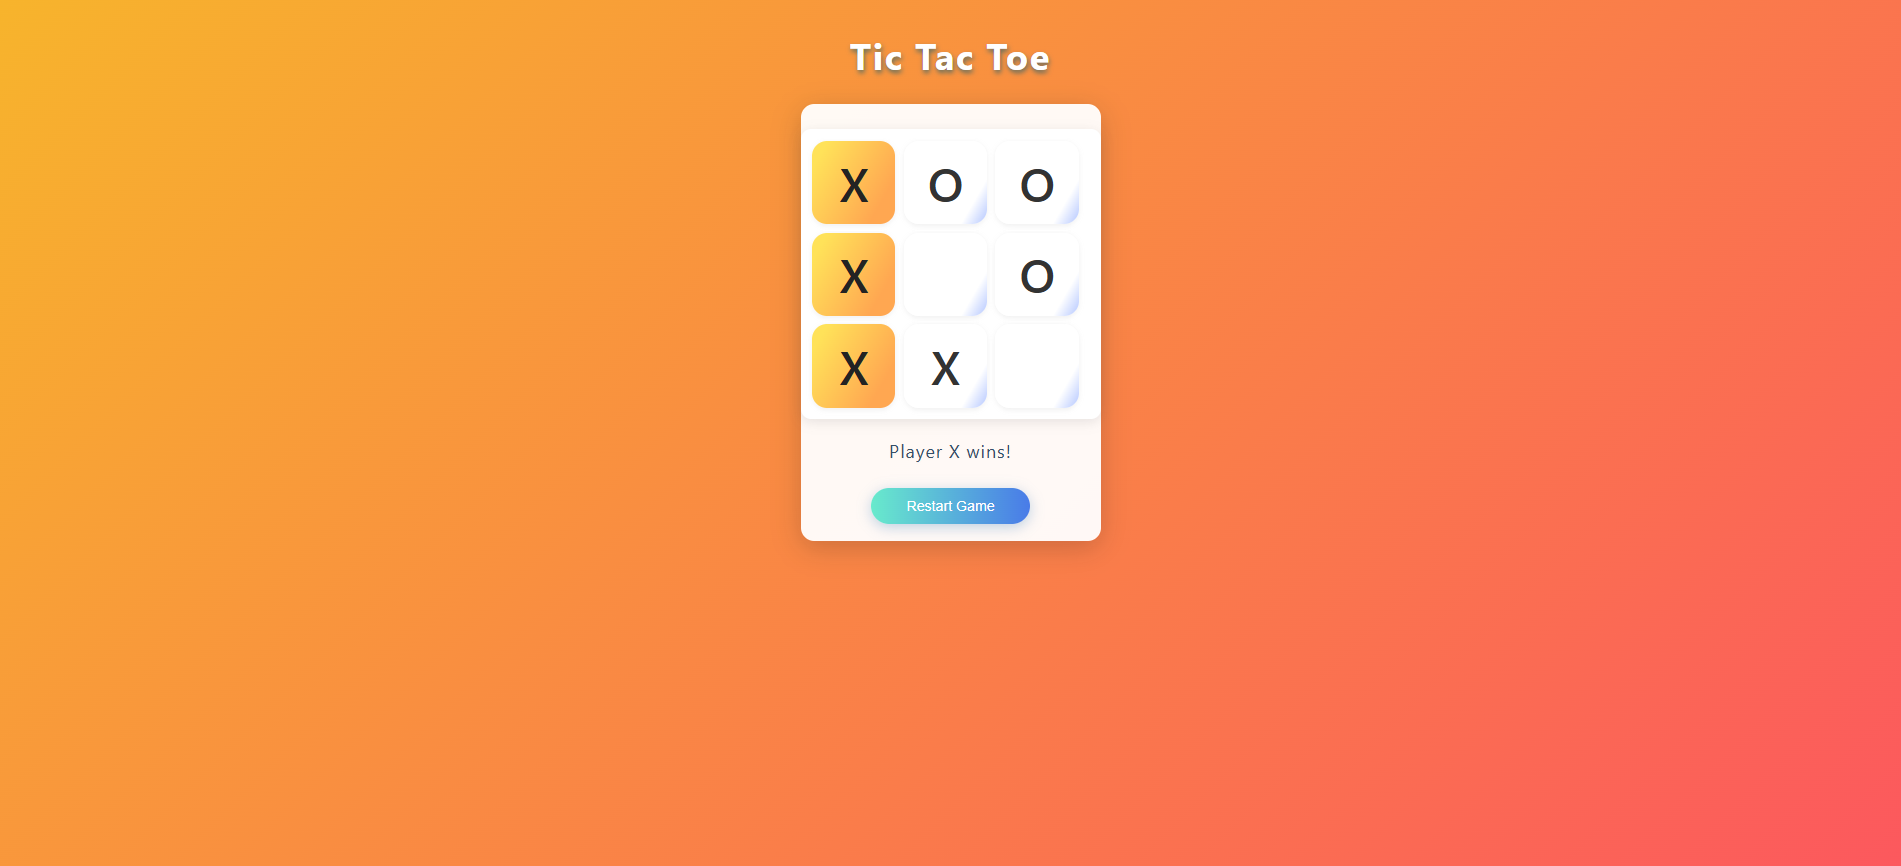 Tic Tac Toe
X O O
X O
X X
Player X wins!
Restart Game